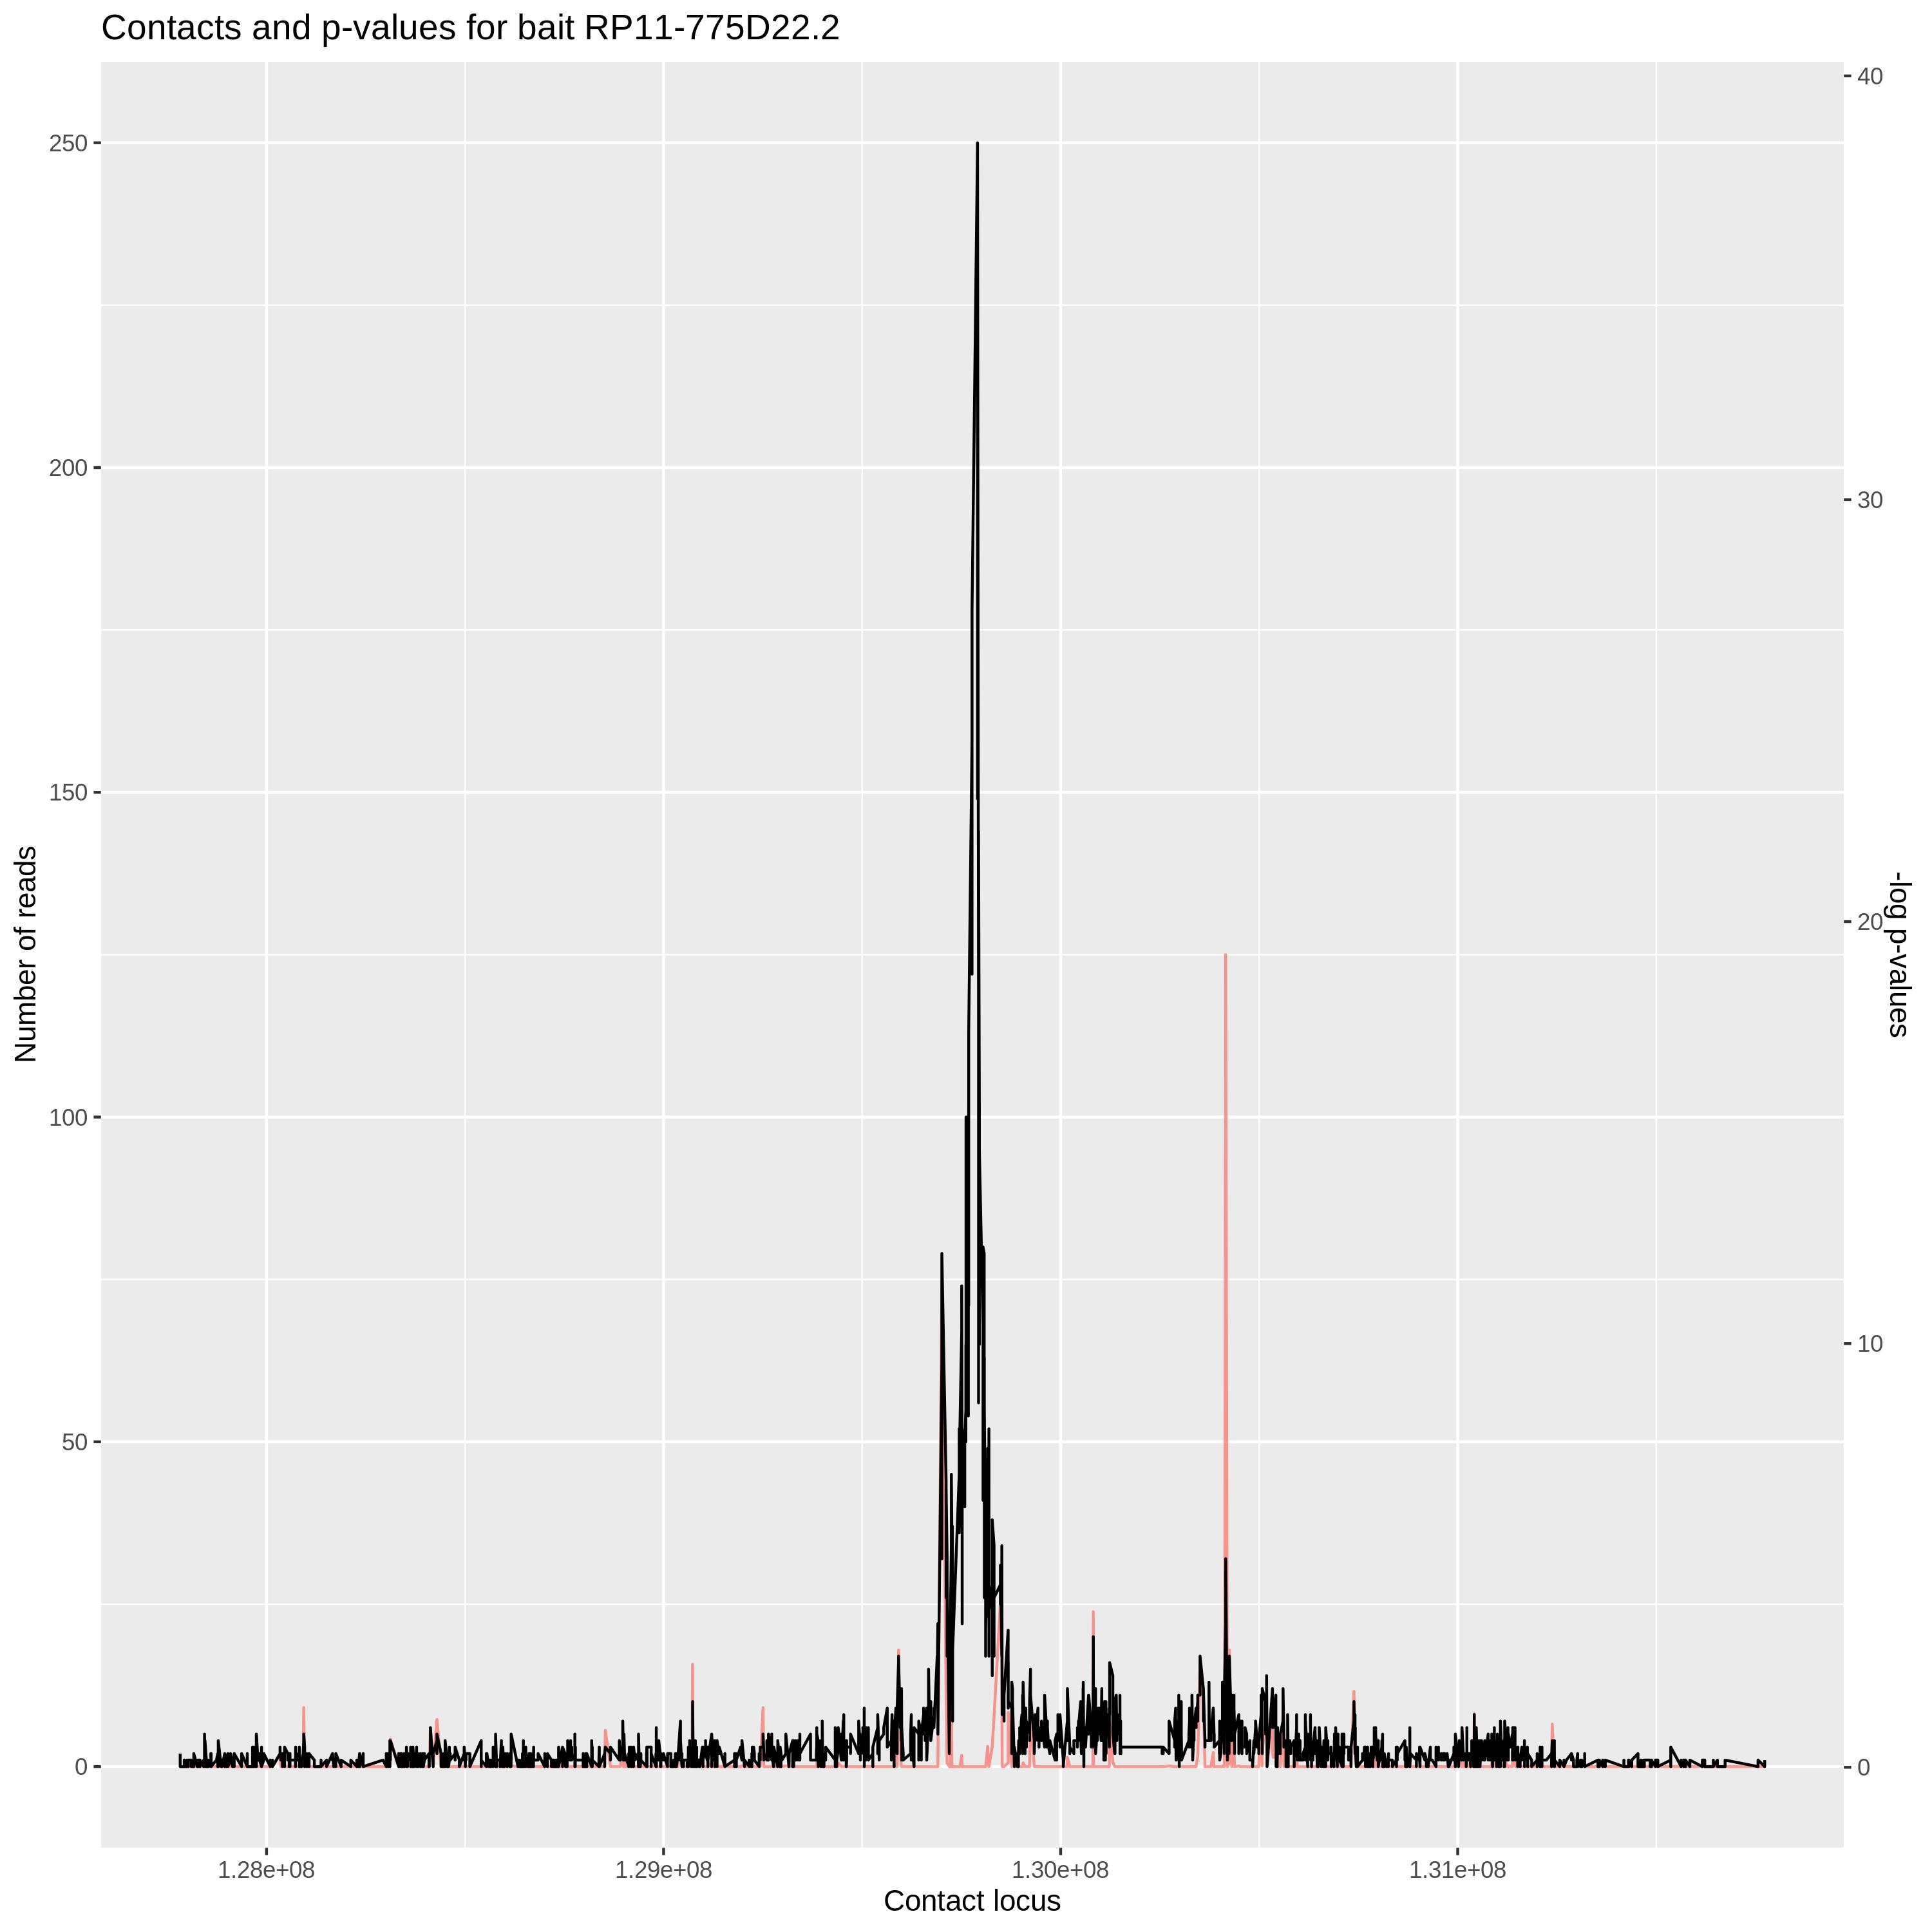 Contacts and p-values for bait RP11-775D22.2
250
200
150
100
50
0
Number of reads
40
30
20
10
0
-log p-values
1.28e+08
1.29e+08
1.30e+08
1.31e+08
Contact locus